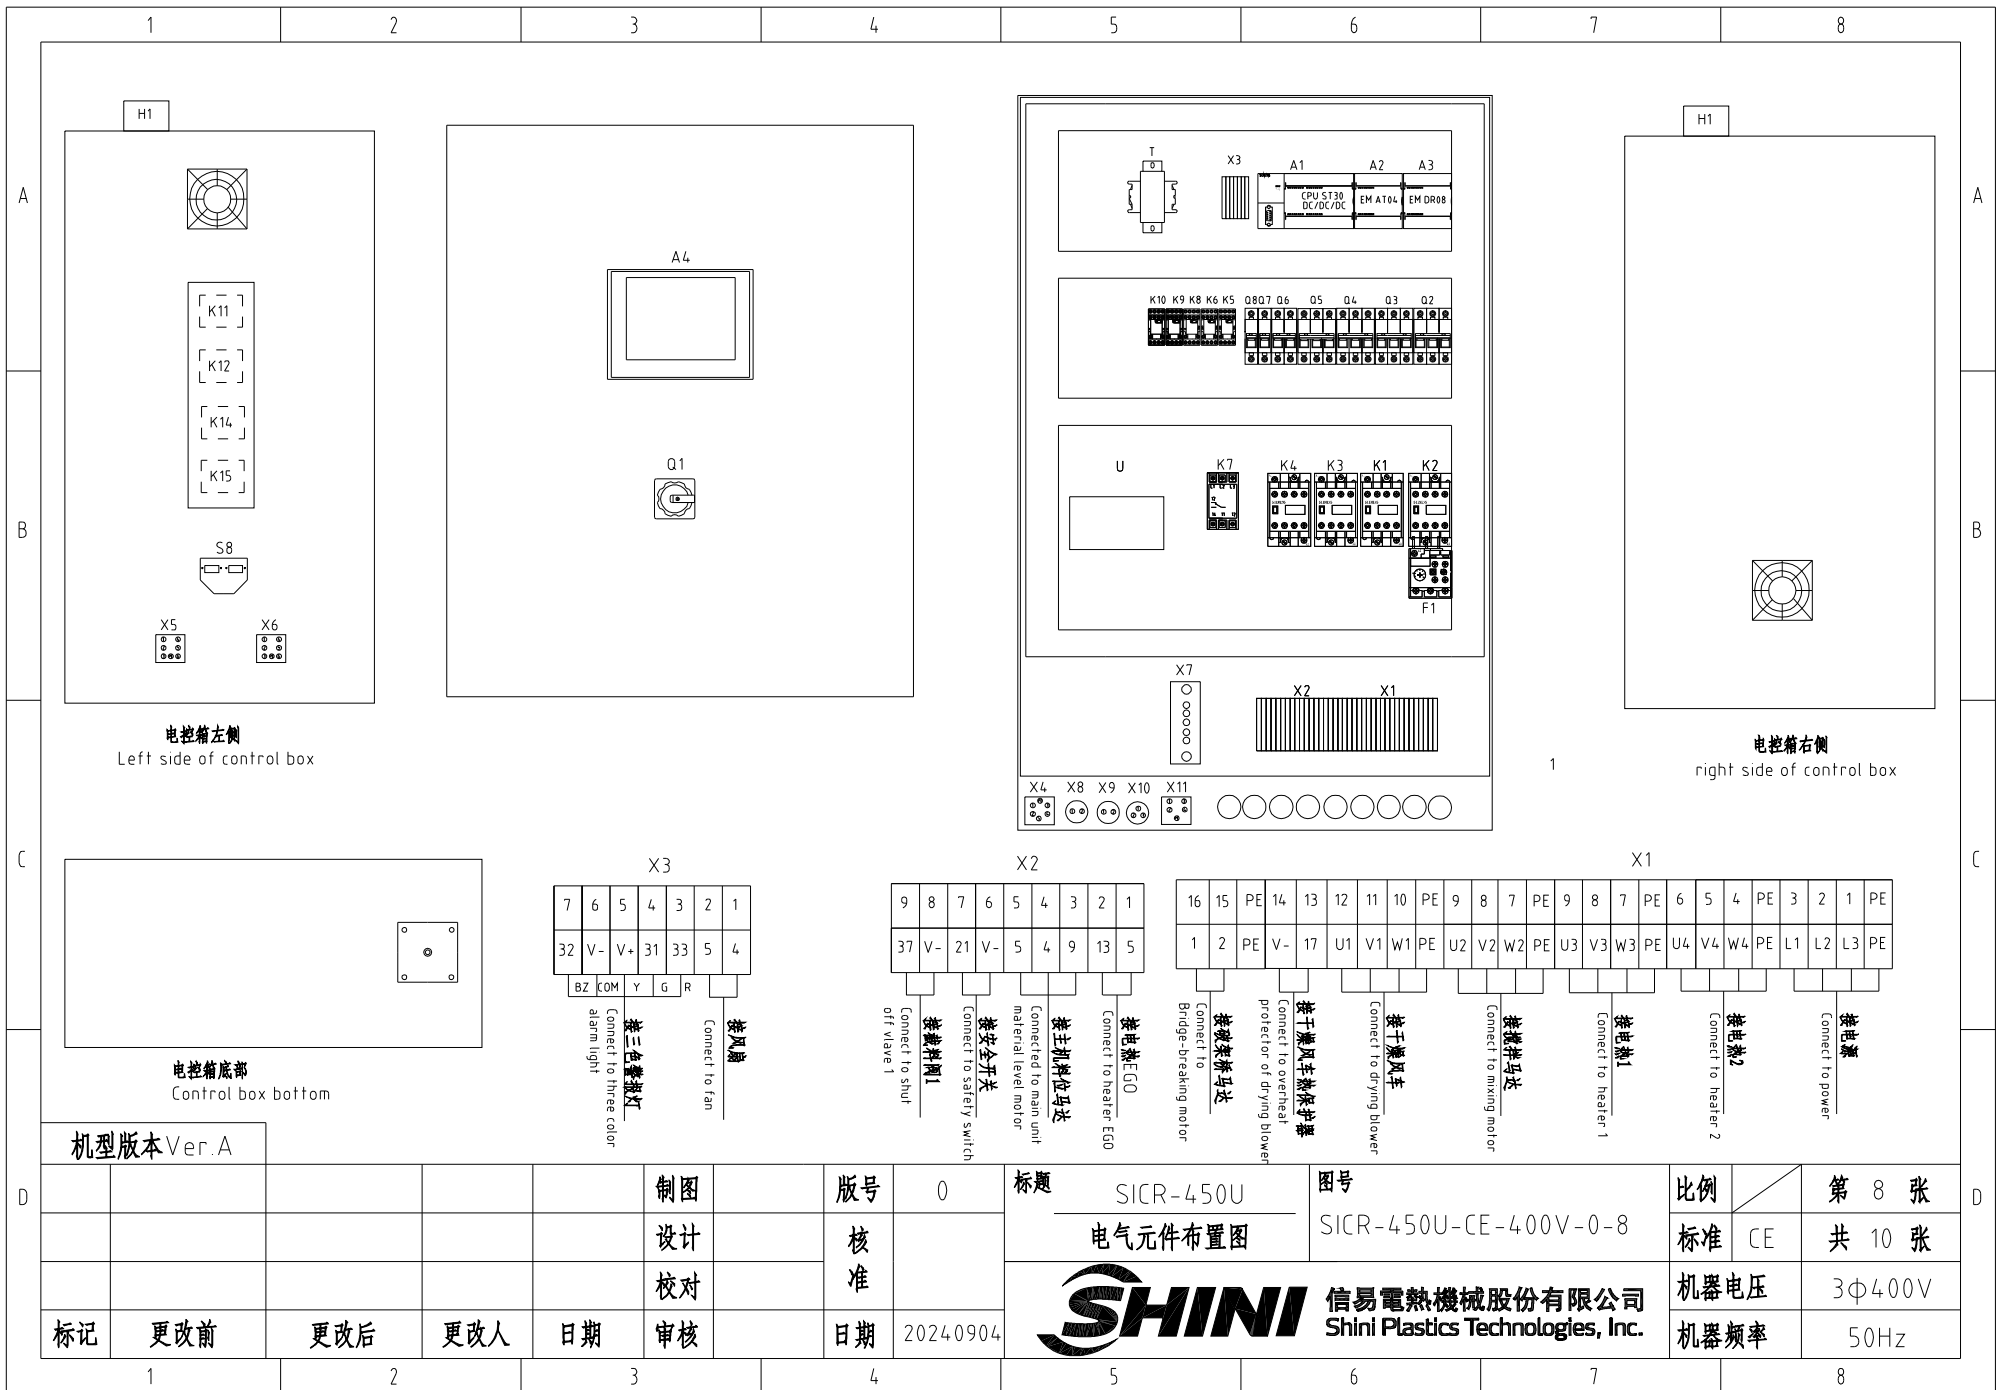 1 2 3 4 5 6 7 8
H1
H1
T
X3
A1 A2 A3
A
A
CPU ST30
DC/DC/DC
EM AT04
EM DR08
A4
K11
K10 K9 K8 K6 K5 Q8 Q7 Q6 Q5 Q4 Q3 Q2
K12
K14
K15
Q1
U
K7 K4 K3 K1 K2
B
B
S8
F1
X5 X6
X7
X2 X1
电控箱左侧
Left side of control box
电控箱右侧
right side of control box
1
X4 X8 X9 X10 X11
C
C
X3
7 6 5 4 3 2 1
32 V- V+ 31 33 5 4
BZ COM Y G R
接三色警报灯
Connect to three color
alarm light
接风扇
Connect to fan
X2
9 8 7 6 5 4 3 2 1
37 V- 21 V- 5 4 9 13 5
接截料阀1
Connect to shut
off vlave 1
接安全开关
Connect to safety switch
接主机料位马达
Connected to main unit
material level motor
接电热EGO
Connect to heater EGO
X1
16 15 PE 14 13 12 11 10 PE 9 8 7 PE 9 8 7 PE 6 5 4 PE 3 2 1 PE
1 2 PE V- 17 U1 V1 W1 PE U2 V2 W2 PE U3 V3 W3 PE U4 V4 W4 PE L1 L2 L3 PE
接破架桥马达
Connect to
Bridge-breaking motor
接干燥风车热保护器
Connect to overheat
protector of drying blower
接干燥风车
Connect to drying blower
接搅拌马达
Connect to mixing motor
接电热1
Connect to heater 1
接电热2
Connect to heater 2
接电源
Connect to power
电控箱底部
Control box bottom
机型版本Ver.A
D
D
制图
设计
校对
标记 更改前 更改后 更改人 日期 审核
版号 0
核
准
日期 20240904
标题
SICR-450U
电气元件布置图
图号
SICR-450U-CE-400V-0-8
比例
第 8 张
标准 CE
共 10 张
机器电压 3Φ400V
机器频率 50Hz
SHINI
信易電熱機械股份有限公司
Shini Plastics Technologies, Inc.
1 2 3 4 5 6 7 8